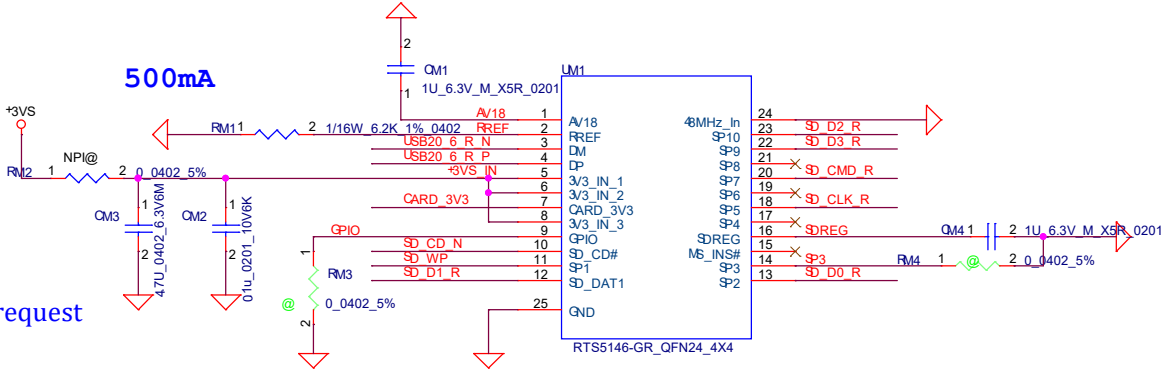 500mA
+3VS
NPI@
RM2 1 2 0_0402_5%
1 CM3 2 47U_0402_6.3V6M
1 CM2 2 01u_0201_10V6K
request
2 CM1 1
1U_6.3V_M_X5R_0201
RM1 1 2 1/16W_6.2K_1%_0402
UM1
AV18 1 AV18
RREF 2 RREF
USB20_6_R_N 3 DM
USB20_6_R_P 4 DP
+3VS_IN 5 3V3_IN_1
6 3V3_IN_2
CARD_3V3 7 CARD_3V3
8 3V3_IN_3
GPIO 9 GPIO
SD_CD_N 10 SD_CD#
SD_WP 11 SP1
SD_D1_R 12 SD_DAT1
25 GND
1 RM3 2
@ 0_0402_5%
48MHz_In 24
SP10 23 SD_D2_R
SP9 22 SD_D3_R
SP8 21
SP7 20 SD_CMD_R
SP6 19
SP5 18 SD_CLK_R
SP4 17
SDREG 16 SDREG CM4 1 2 1U_6.3V_M_X5R_0201
MS_INS# 15
SP3 14 SP3 RM4 1 @ 2 0_0402_5%
SP2 13 SD_D0_R
RTS5146-GR_QFN24_4X4